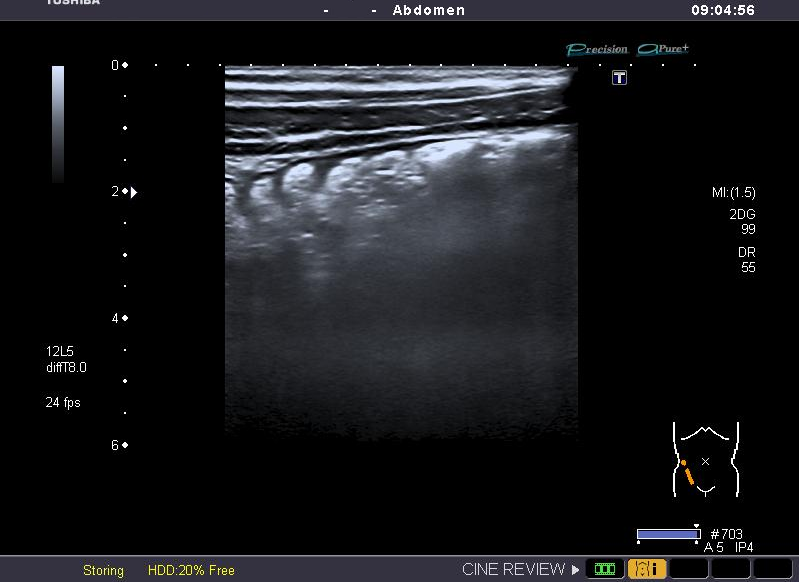 TOSHIBA
- - Abdomen 09:04:56
Precision APure+
T
0
2
4
6
MI:(1.5)
2DG
99
DR
55
12L5
diffT8.0
24 fps
#703
A 5 IP4
Storing HDD:20% Free CINE REVIEW
i